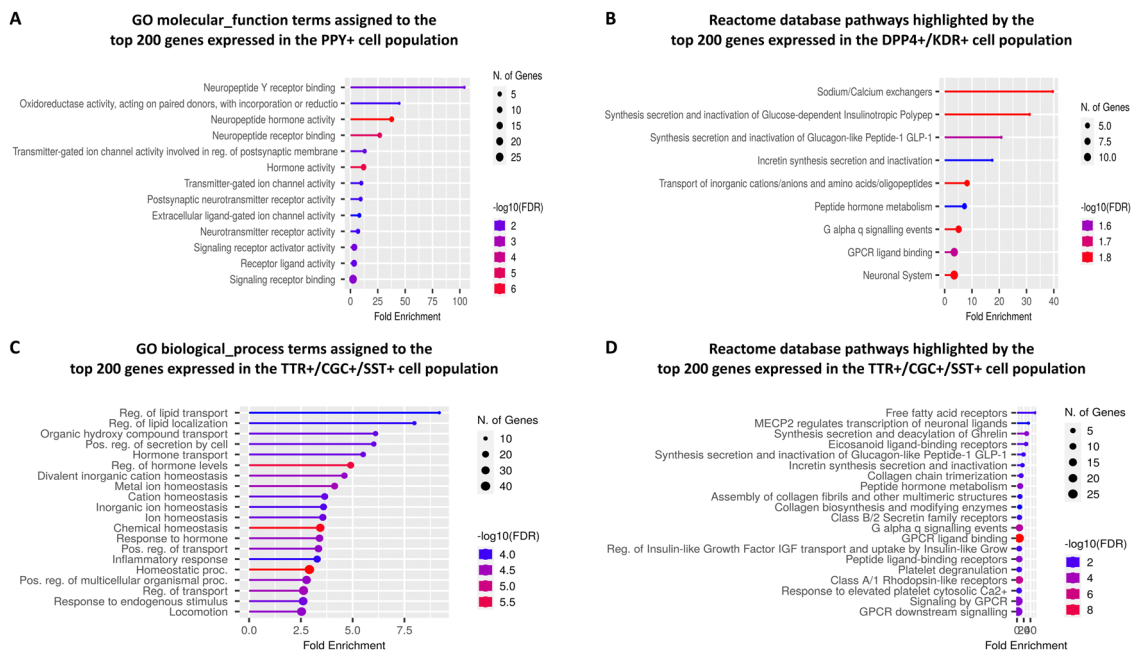 A
GO molecular_function terms assigned to the
top 200 genes expressed in the PPY+ cell population
Neuropeptide Y receptor binding
Oxidoreductase activity, acting on paired donors, with incorporation or reductio
Neuropeptide hormone activity
Neuropeptide receptor binding
Transmitter-gated ion channel activity involved in reg. of postsynaptic membrane
Hormone activity
Transmitter-gated ion channel activity
Postsynaptic neurotransmitter receptor activity
Extracellular ligand-gated ion channel activity
Neurotransmitter receptor activity
Signaling receptor activator activity
Receptor ligand activity
Signaling receptor binding
0 25 50 75 100
Fold Enrichment
N. of Genes
5
10
15
20
25
-log10(FDR)
2
3
4
5
6
B
Reactome database pathways highlighted by the
top 200 genes expressed in the DPP4+/KDR+ cell population
Sodium/Calcium exchangers
Synthesis secretion and inactivation of Glucose-dependent Insulinotropic Polypep
Synthesis secretion and inactivation of Glucagon-like Peptide-1 GLP-1
Incretin synthesis secretion and inactivation
Transport of inorganic cations/anions and amino acids/oligopeptides
Peptide hormone metabolism
G alpha q signalling events
GPCR ligand binding
Neuronal System
0 10 20 30 40
Fold Enrichment
N. of Genes
5.0
7.5
10.0
-log10(FDR)
1.6
1.7
1.8
C
GO biological_process terms assigned to the
top 200 genes expressed in the TTR+/CGC+/SST+ cell population
Reg. of lipid transport
Reg. of lipid localization
Organic hydroxy compound transport
Pos. reg. of secretion by cell
Hormone transport
Reg. of hormone levels
Divalent inorganic cation homeostasis
Metal ion homeostasis
Cation homeostasis
Inorganic ion homeostasis
Ion homeostasis
Chemical homeostasis
Response to hormone
Pos. reg. of transport
Inflammatory response
Homeostatic proc.
Pos. reg. of multicellular organismal proc.
Reg. of transport
Response to endogenous stimulus
Locomotion
0.0 2.5 5.0 7.5
Fold Enrichment
N. of Genes
10
20
30
40
-log10(FDR)
4.0
4.5
5.0
5.5
D
Reactome database pathways highlighted by the
top 200 genes expressed in the TTR+/CGC+/SST+ cell population
Free fatty acid receptors
MECP2 regulates transcription of neuronal ligands
Synthesis secretion and deacylation of Ghrelin
Eicosanoid ligand-binding receptors
Synthesis secretion and inactivation of Glucagon-like Peptide-1 GLP-1
Incretin synthesis secretion and inactivation
Collagen chain trimerization
Peptide hormone metabolism
Assembly of collagen fibrils and other multimeric structures
Collagen biosynthesis and modifying enzymes
Class B/2 Secretin family receptors
G alpha q signalling events
GPCR ligand binding
Reg. of Insulin-like Growth Factor IGF transport and uptake by Insulin-like Grow
Peptide ligand-binding receptors
Platelet degranulation
Class A/1 Rhodopsin-like receptors
Response to elevated platelet cytosolic Ca2+
Signaling by GPCR
GPCR downstream signalling
0 20 40
Fold Enrichment
N. of Genes
5
10
15
20
25
-log10(FDR)
2
4
6
8